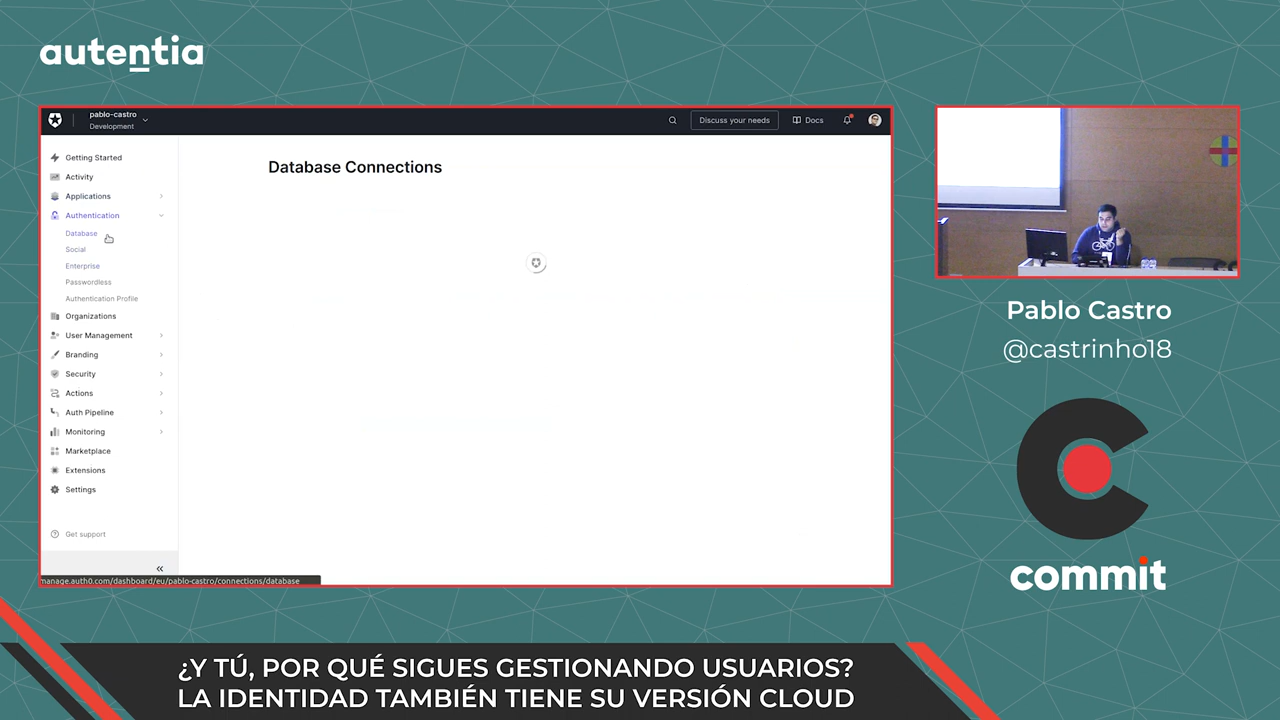 autentia
pablo-castro
Development
Discuss your needs
Docs
Getting Started
Activity
Applications
Authentication
Database
Social
Enterprise
Passwordless
Authentication Profile
Organizations
User Management
Branding
Security
Actions
Auth Pipeline
Monitoring
Marketplace
Extensions
Settings
Get support
manage.auth0.com/dashboard/eu/pablo-castro/connections/database
Database Connections
Pablo Castro
@castrinho18
commit
¿Y TÚ, POR QUÉ SIGUES GESTIONANDO USUARIOS?
LA IDENTIDAD TAMBIÉN TIENE SU VERSIÓN CLOUD